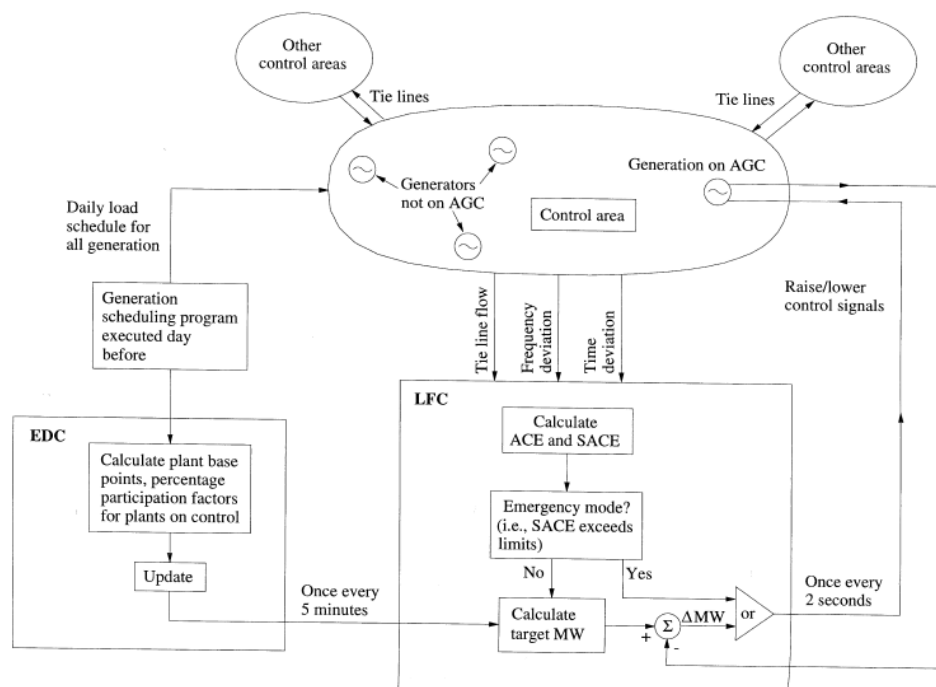 Other
control areas
Other
control areas
Tie lines
Tie lines
Generation on AGC
Generators
not on AGC
Control area
Daily load
schedule for
all generation
Generation
scheduling program
executed day
before
Raise/lower
control signals
Tie line flow
Frequency
deviation
Time
deviation
EDC
Calculate plant base
points, percentage
participation factors
for plants on control
Update
Once every
5 minutes
LFC
Calculate
ACE and SACE
Emergency mode?
(i.e., SACE exceeds
limits)
No
Yes
Calculate
target MW
+
Σ
-
ΔMW
or
Once every
2 seconds